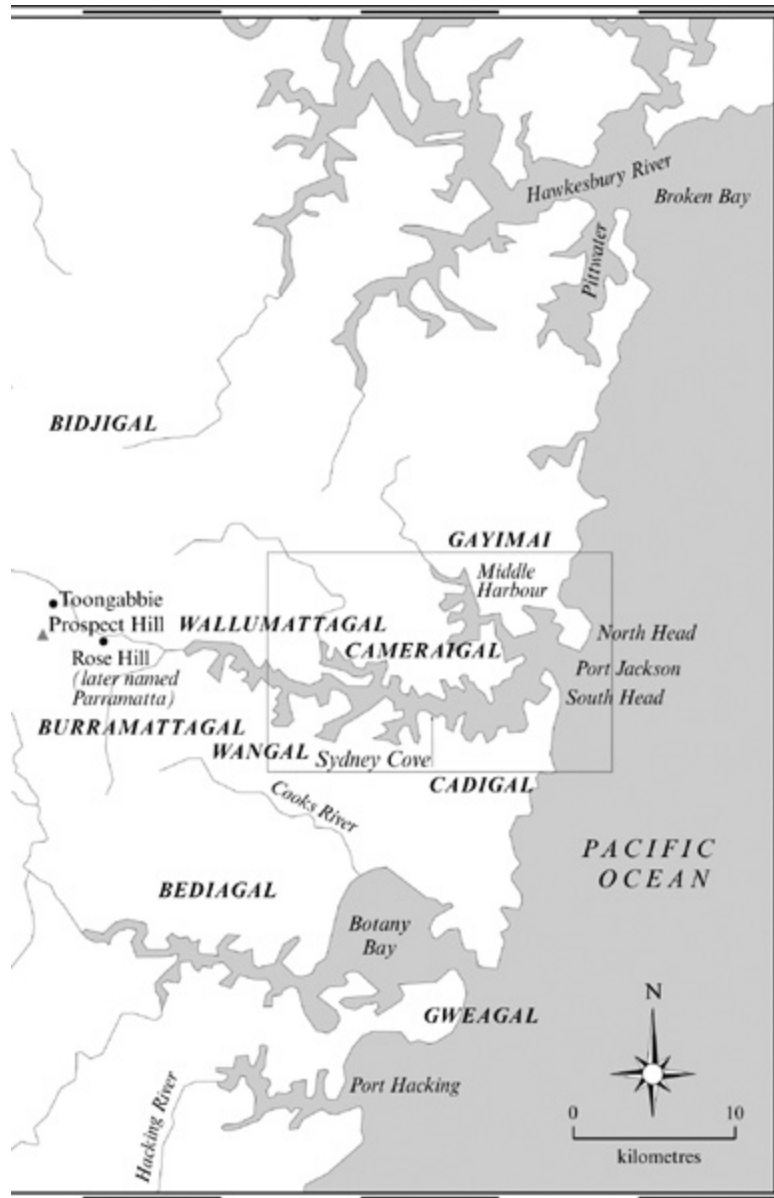 Hawkesbury River
Broken Bay
Pittwater
BIDJIGAL
GAYIMAI
Middle
Harbour
Toongabbie
Prospect Hill
WALLUMATTAGAL
CAMERAIGAL
North Head
Rose Hill
(later named
Parramatta)
Port Jackson
South Head
BURRAMATTAGAL
WANGAL
Sydney Cove
CADIGAL
Cooks River
PACIFIC
OCEAN
BEDIAGAL
Botany
Bay
GWEAGAL
N
Port Hacking
Hacking River
0 10
kilometres